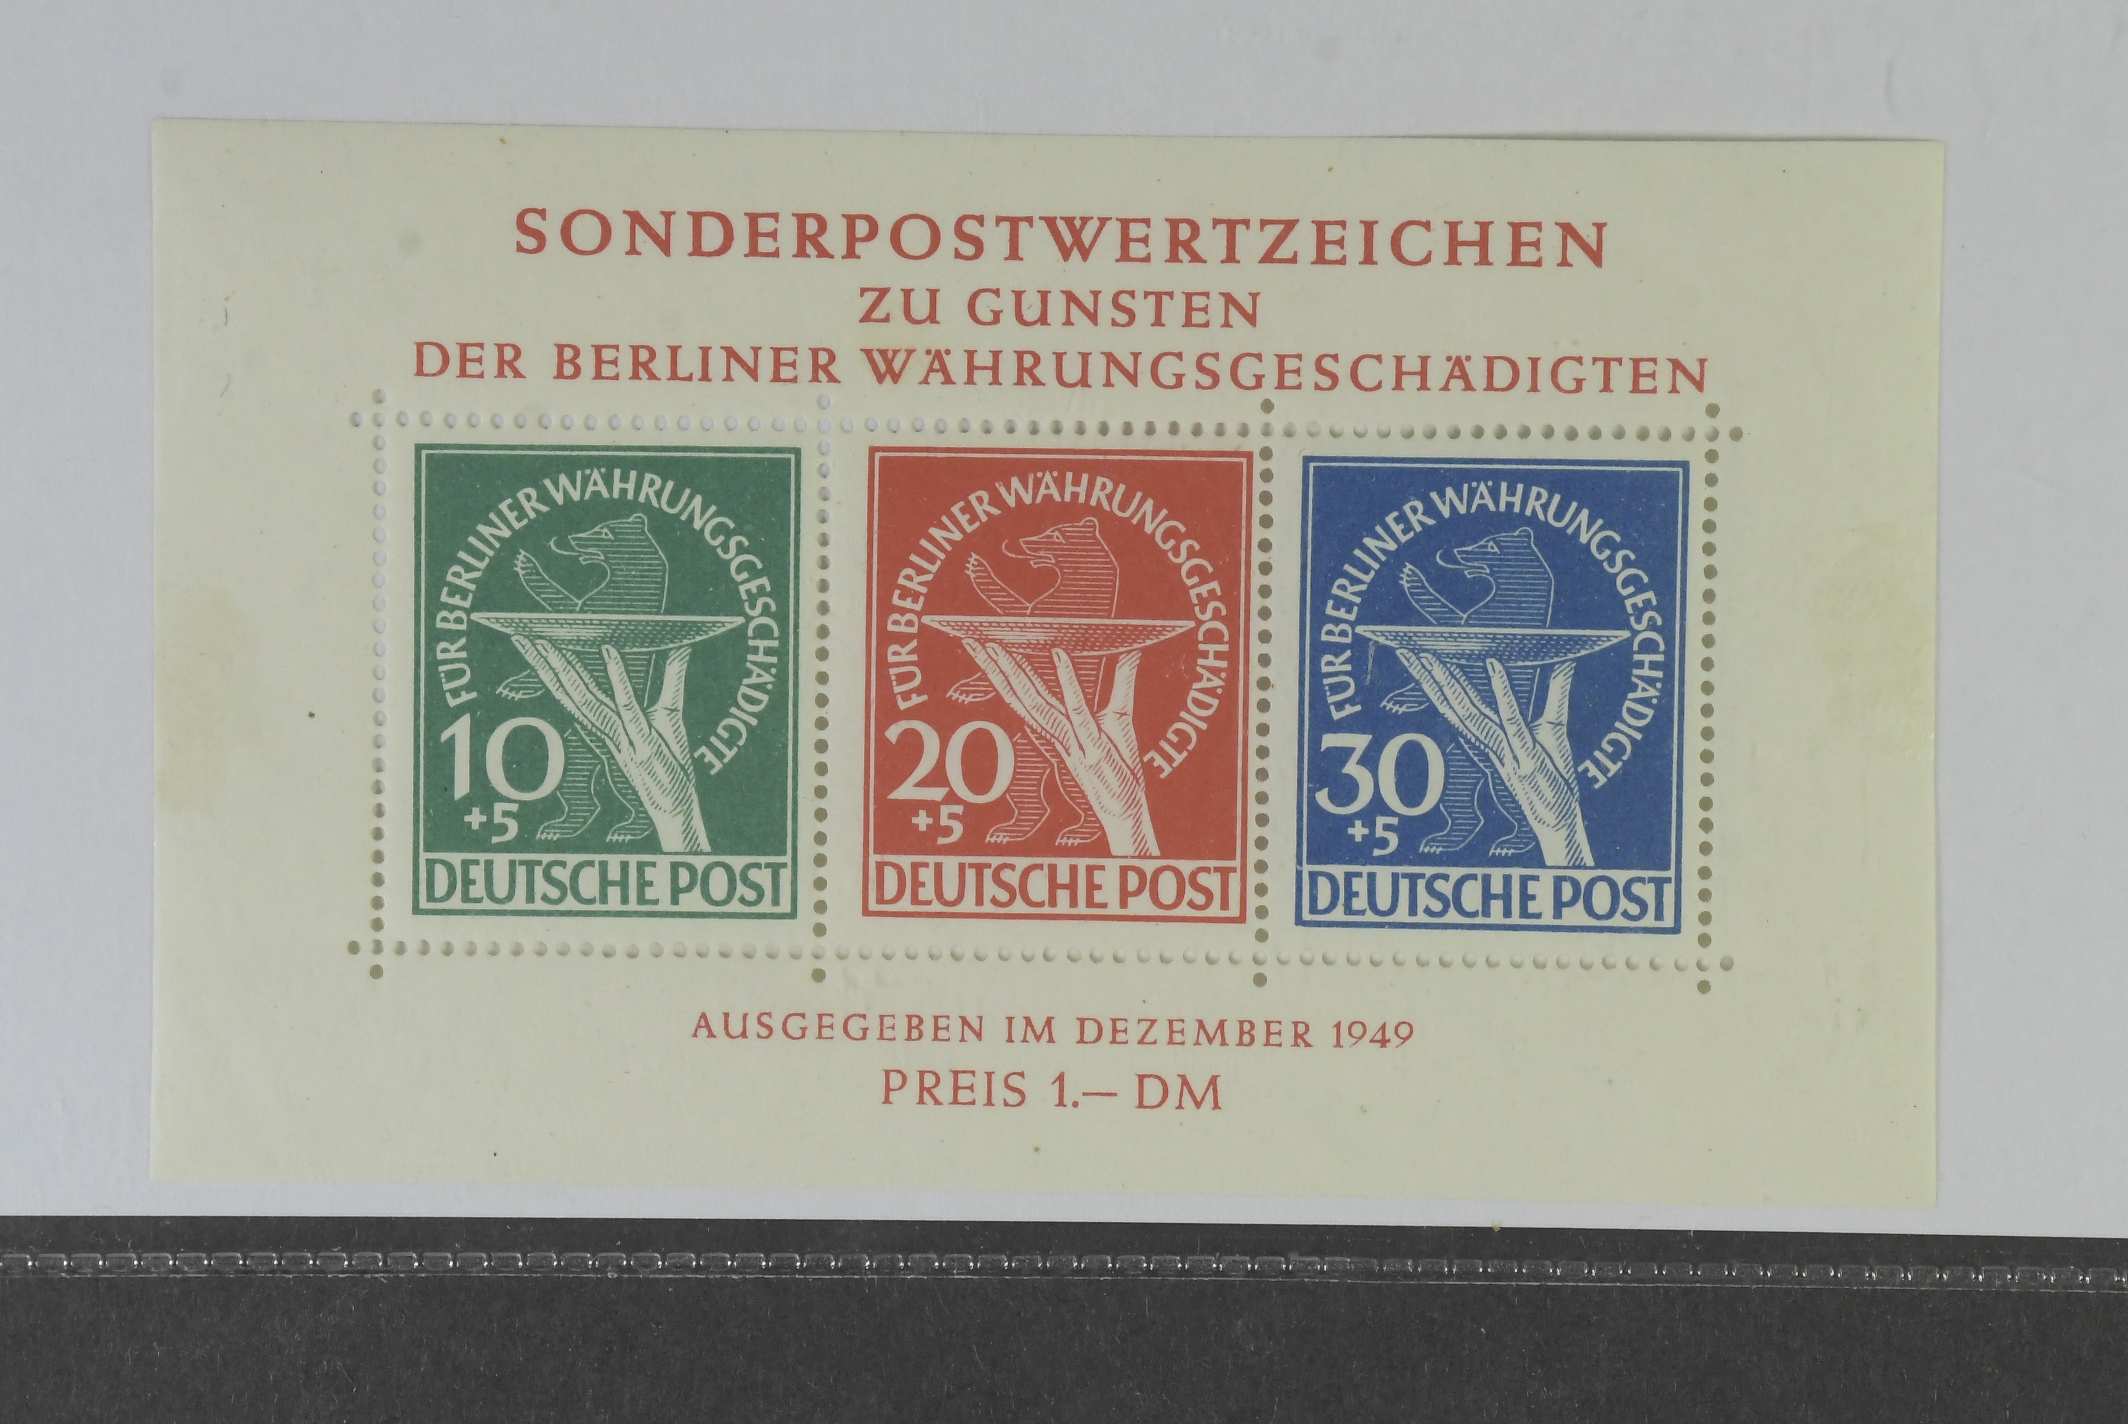 SONDERPOSTWERTZEICHEN
ZU GUNSTEN
DER BERLINER WÄHRUNGSGESCHÄDIGTEN
FÜR BERLINER WÄHRUNGSGESCHÄDIGTE
10
+5
DEUTSCHE POST
FÜR BERLINER WÄHRUNGSGESCHÄDIGTE
20
+5
DEUTSCHE POST
FÜR BERLINER WÄHRUNGSGESCHÄDIGTE
30
+5
DEUTSCHE POST
AUSGEGEBEN IM DEZEMBER 1949
PREIS 1.— DM